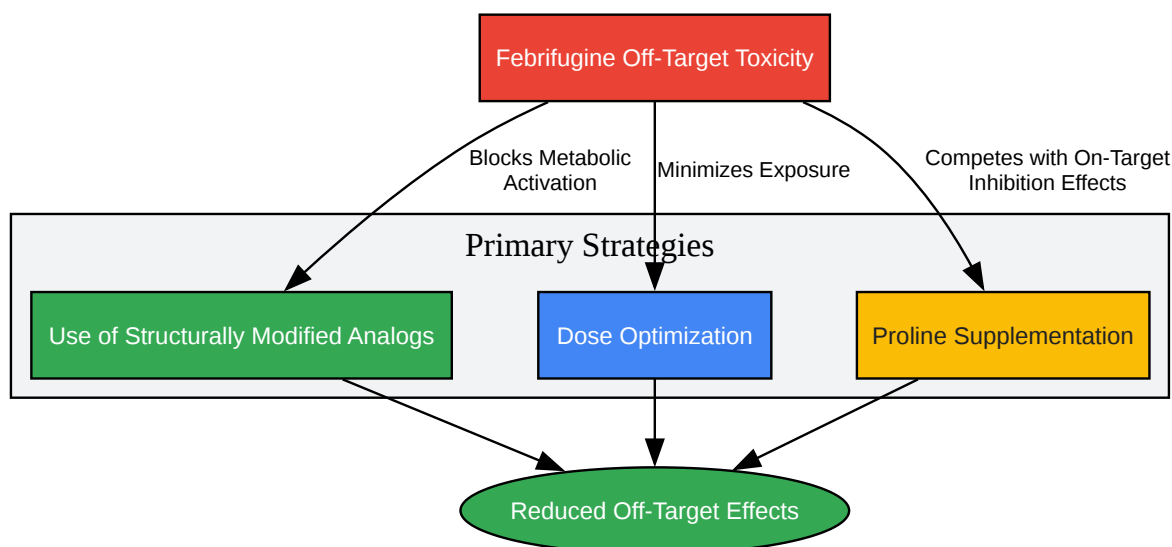 Febrifugine Off-Target Toxicity
Blocks Metabolic
Activation
Minimizes Exposure
Competes with On-Target
Inhibition Effects
Primary Strategies
Use of Structurally Modified Analogs
Dose Optimization
Proline Supplementation
Reduced Off-Target Effects